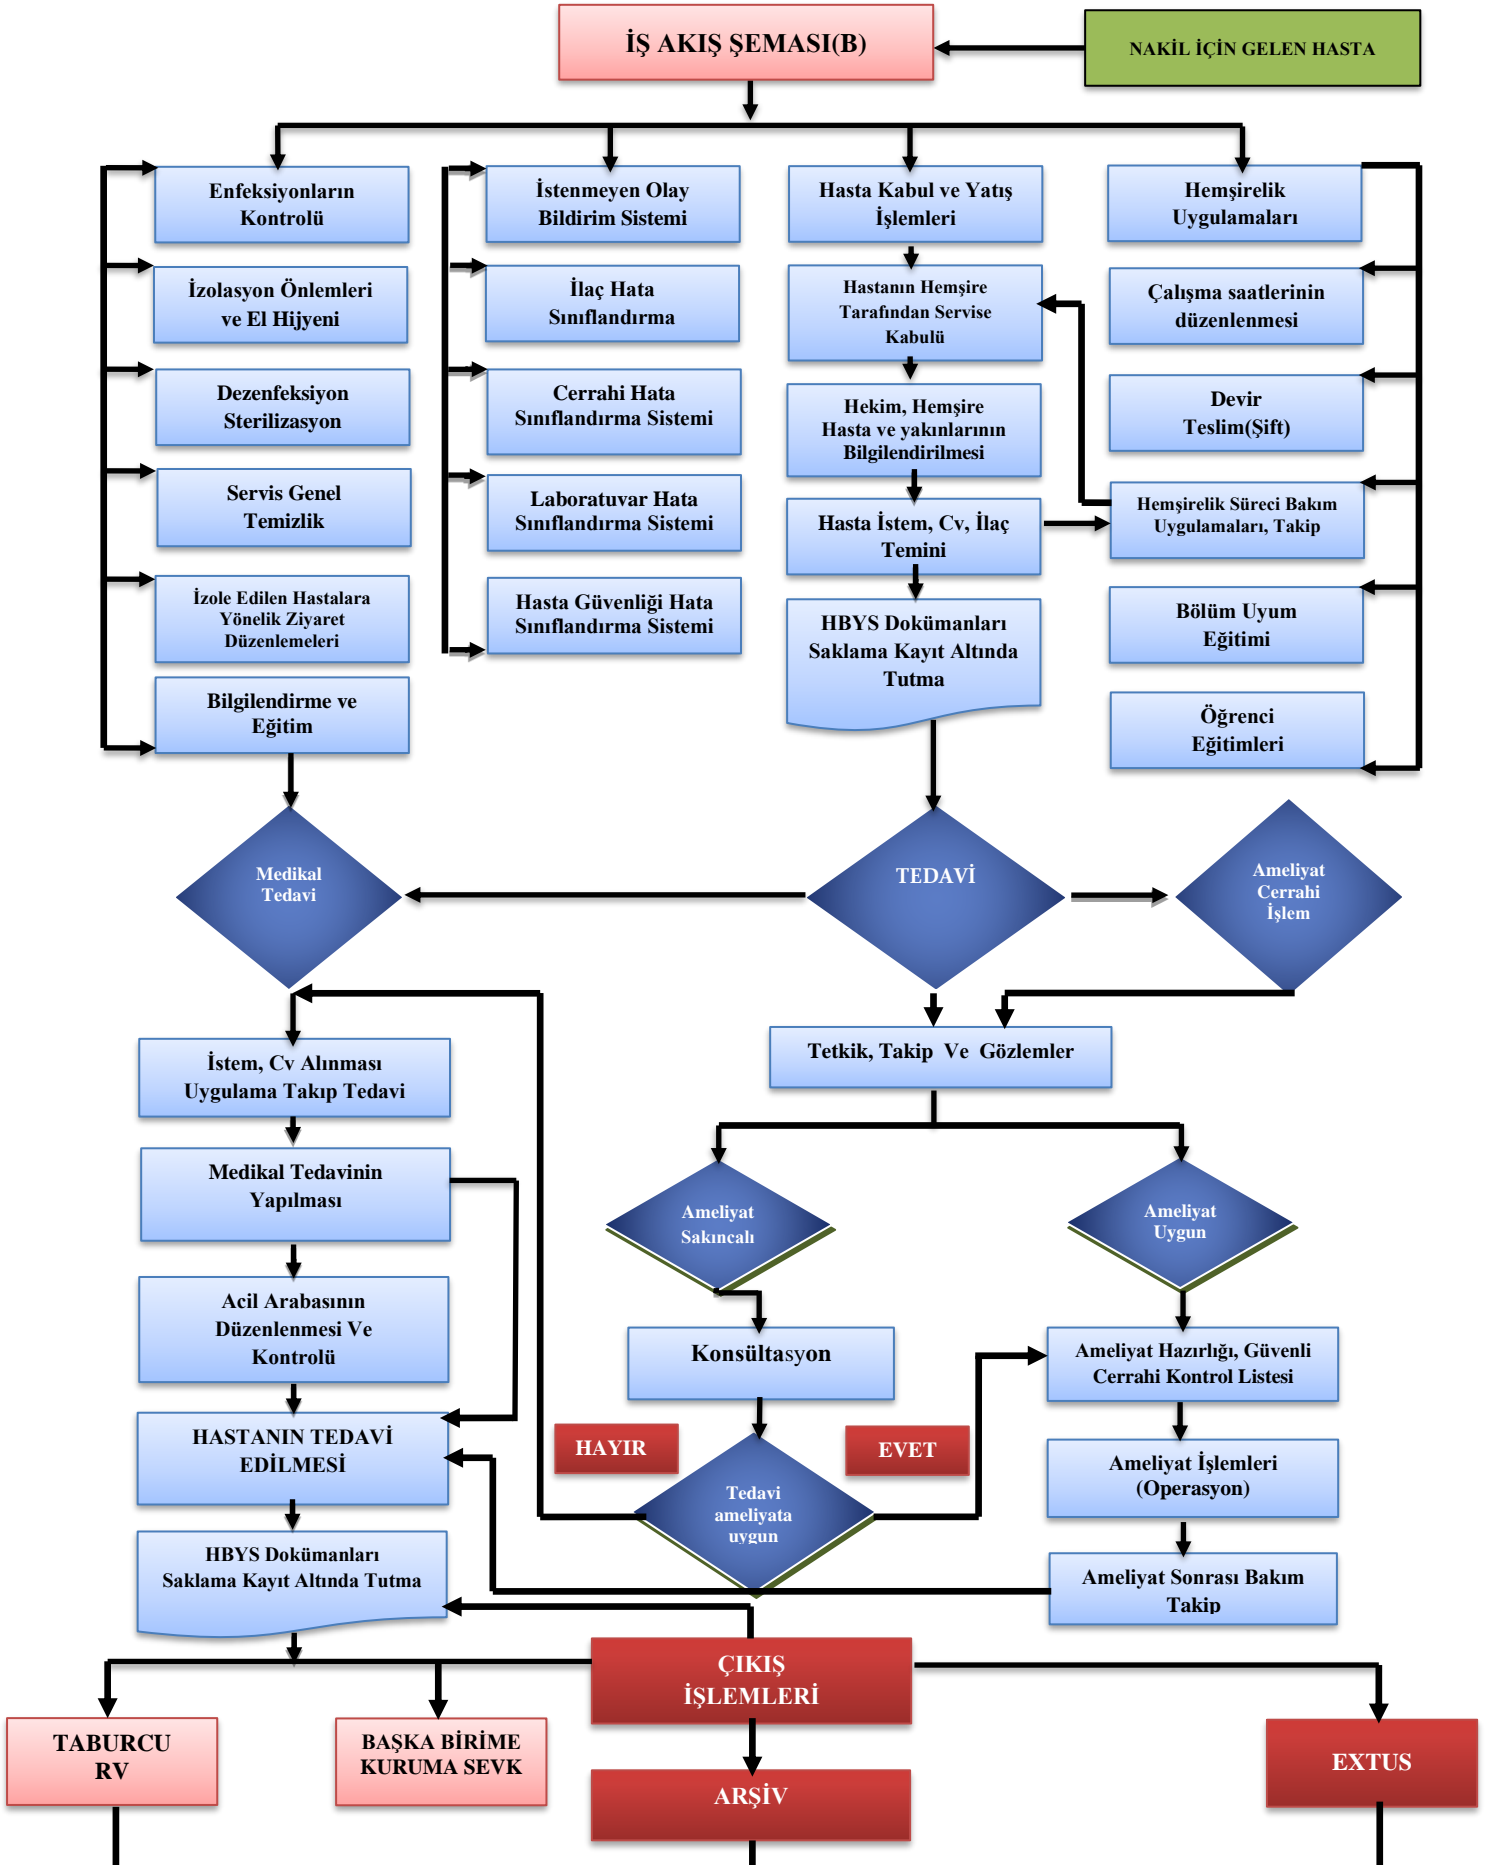 İŞ AKIŞ ŞEMASI(B)
NAKİL İÇİN GELEN HASTA
Enfeksiyonların
Kontrolü
İzolasyon Önlemleri
ve El Hijyeni
Dezenfeksiyon
Sterilizasyon
Servis Genel
Temizlik
İzole Edilen Hastalara
Yönelik Ziyaret
Düzenlemeleri
Bilgilendirme ve
Eğitim
İstenmeyen Olay
Bildirim Sistemi
İlaç Hata
Sınıflandırma
Cerrahi Hata
Sınıflandırma Sistemi
Laboratuvar Hata
Sınıflandırma Sistemi
Hasta Güvenliği Hata
Sınıflandırma Sistemi
Hasta Kabul ve Yatış
İşlemleri
Hastanın Hemşire
Tarafından Servise
Kabulü
Hekim, Hemşire
Hasta ve yakınlarının
Bilgilendirilmesi
Hasta İstem, Cv, İlaç
Temini
HBYS Dokümanları
Saklama Kayıt Altında
Tutma
Hemşirelik
Uygulamaları
Çalışma saatlerinin
düzenlenmesi
Devir
Teslim(Şift)
Hemşirelik Süreci Bakım
Uygulamaları, Takip
Bölüm Uyum
Eğitimi
Öğrenci
Eğitimleri
Medikal
Tedavi
TEDAVİ
Ameliyat
Cerrahi
İşlem
İstem, Cv Alınması
Uygulama Takıp Tedavi
Medikal Tedavinin
Yapılması
Acil Arabasının
Düzenlenmesi Ve
Kontrolü
HASTANIN TEDAVİ
EDİLMESİ
HBYS Dokümanları
Saklama Kayıt Altında Tutma
Tetkik, Takip Ve Gözlemler
Ameliyat
Sakıncalı
Ameliyat
Uygun
Konsültasyon
HAYIR
EVET
Tedavi
ameliyata
uygun
Ameliyat Hazırlığı, Güvenli
Cerrahi Kontrol Listesi
Ameliyat İşlemleri
(Operasyon)
Ameliyat Sonrası Bakım
Takip
ÇIKIŞ
İŞLEMLERİ
TABURCU
RV
BAŞKA BİRİME
KURUMA SEVK
ARŞİV
EXTUS